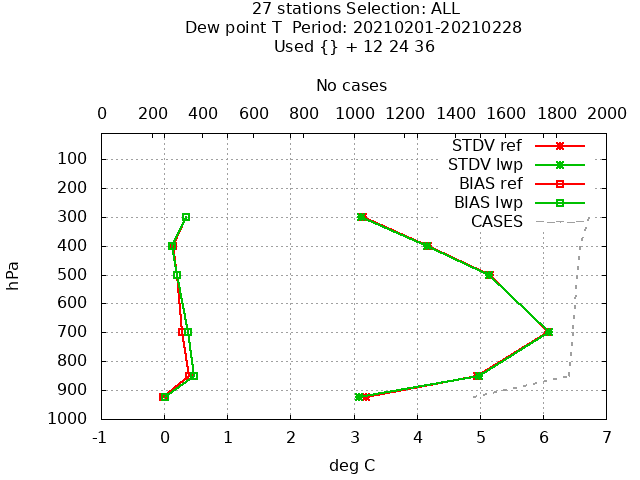 27 stations Selection: ALL
Dew point T  Period: 20210201-20210228
Used {} + 12 24 36
No cases
0 200 400 600 800 1000 1200 1400 1600 1800 2000
STDV ref
STDV lwp
BIAS ref
BIAS lwp
CASES
100
200
300
400
500
600
700
800
900
1000
hPa
-1 0 1 2 3 4 5 6 7
deg C